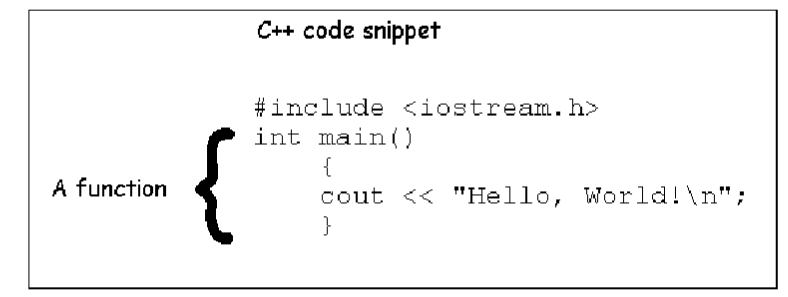 C++ code snippet
#include <iostream.h>
int main()
{
A function
cout << "Hello, World!\n";
}